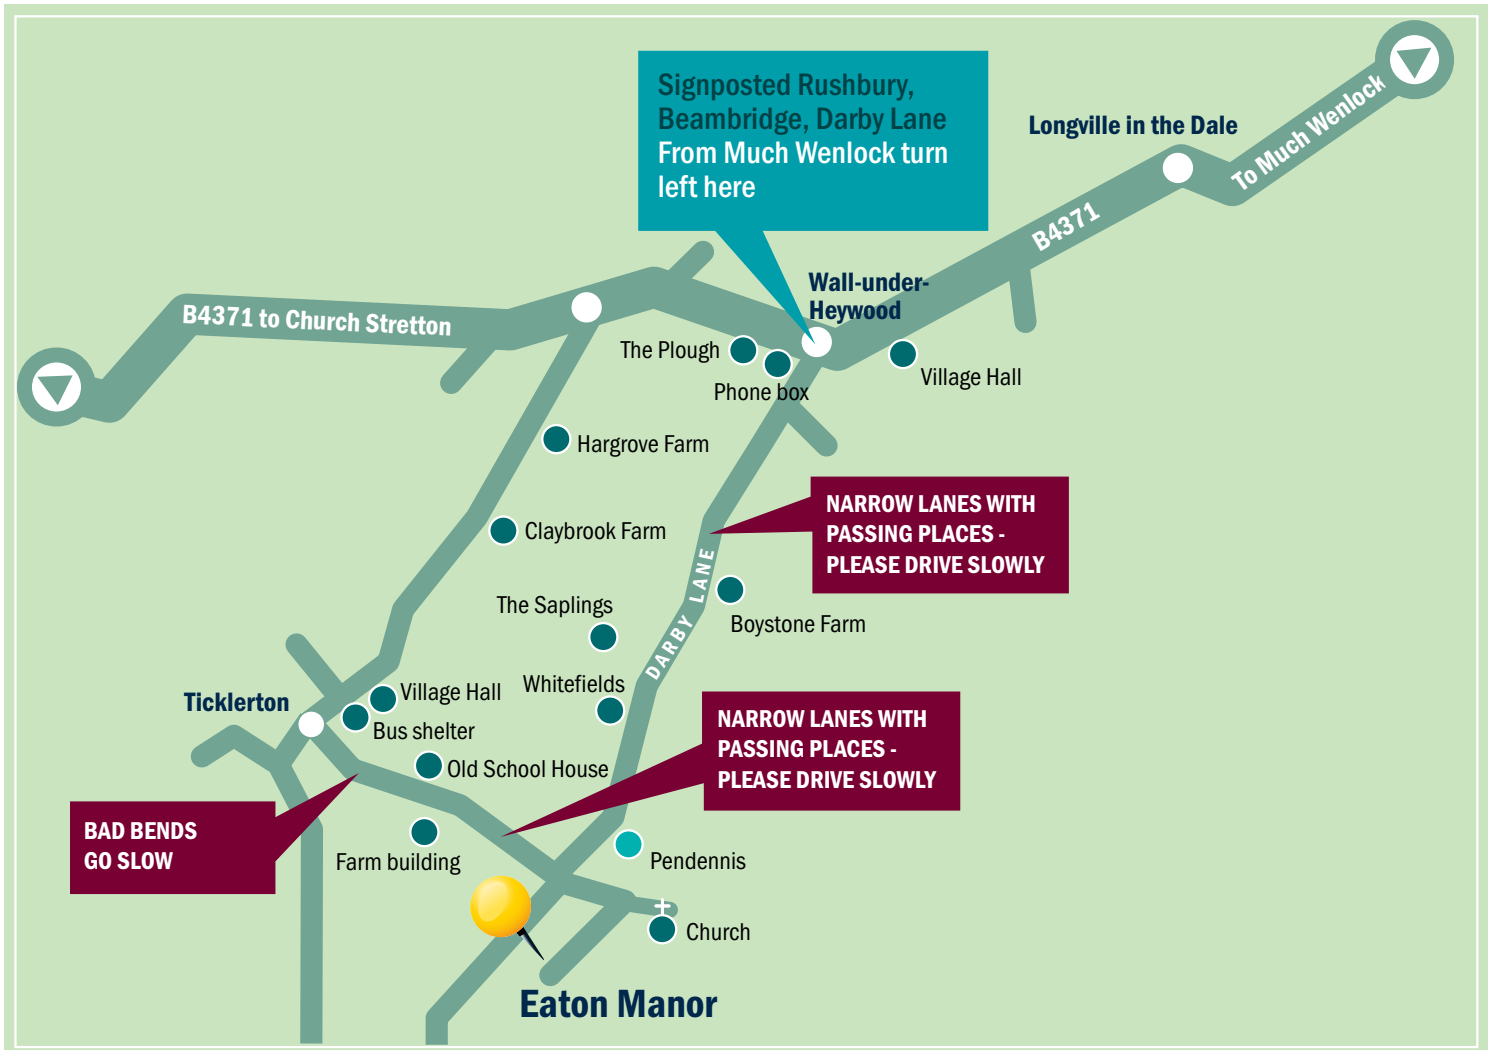 Signposted Rushbury,
Beambridge, Darby Lane
From Much Wenlock turn
left here
Longville in the Dale
To Much Wenlock
B4371
Wall-under-
Heywood
B4371 to Church Stretton
The Plough
Phone box
Village Hall
Hargrove Farm
NARROW LANES WITH
PASSING PLACES -
PLEASE DRIVE SLOWLY
Claybrook Farm
DARBY LANE
The Saplings
Boystone Farm
Whitefields
Ticklerton
Village Hall
Bus shelter
NARROW LANES WITH
PASSING PLACES -
PLEASE DRIVE SLOWLY
Old School House
BAD BENDS
GO SLOW
Farm building
Pendennis
Church
Eaton Manor